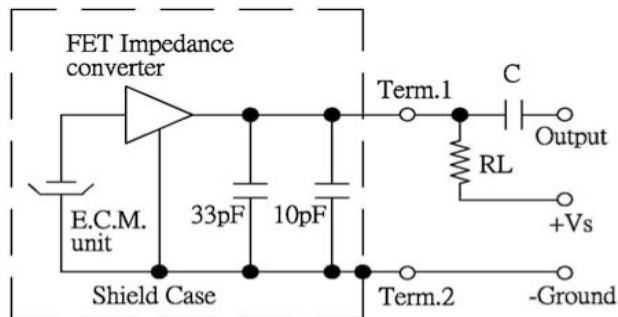 FET Impedance
converter
Term.1
C
Output
RL
+Vs
33pF
10pF
E.C.M.
unit
Shield Case
Term.2
-Ground